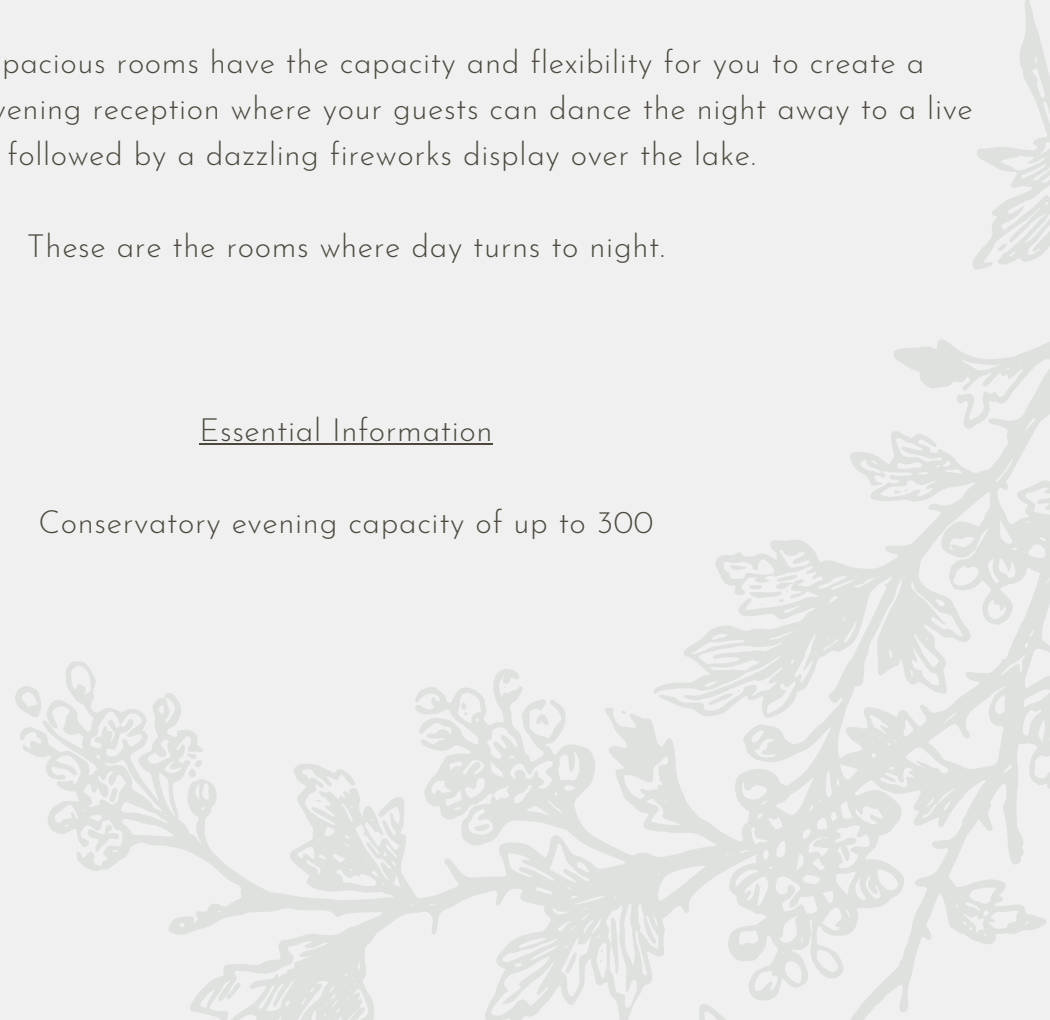 pacious rooms have the capacity and flexibility for you to create a
vening reception where your guests can dance the night away to a live
followed by a dazzling fireworks display over the lake.
These are the rooms where day turns to night.
Essential Information
Conservatory evening capacity of up to 300